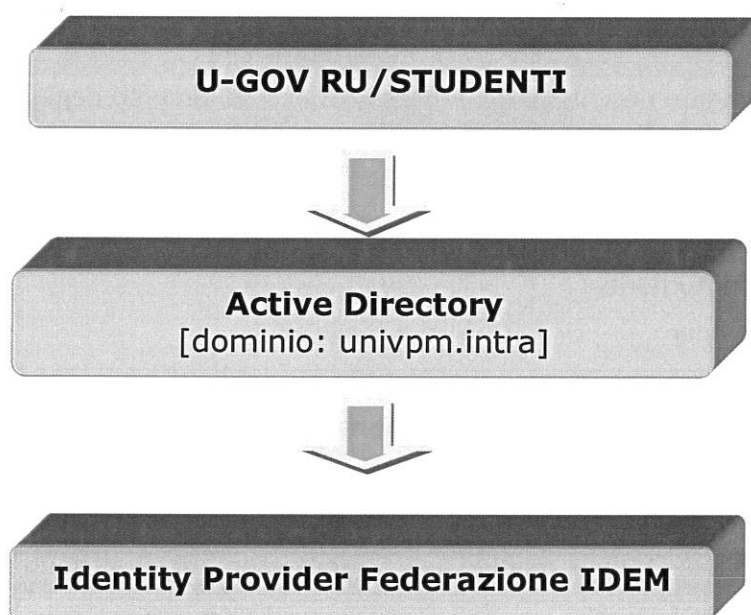 U-GOV RU/STUDENTI
Active Directory
[dominio: univpm.intra]
Identity Provider Federazione IDEM